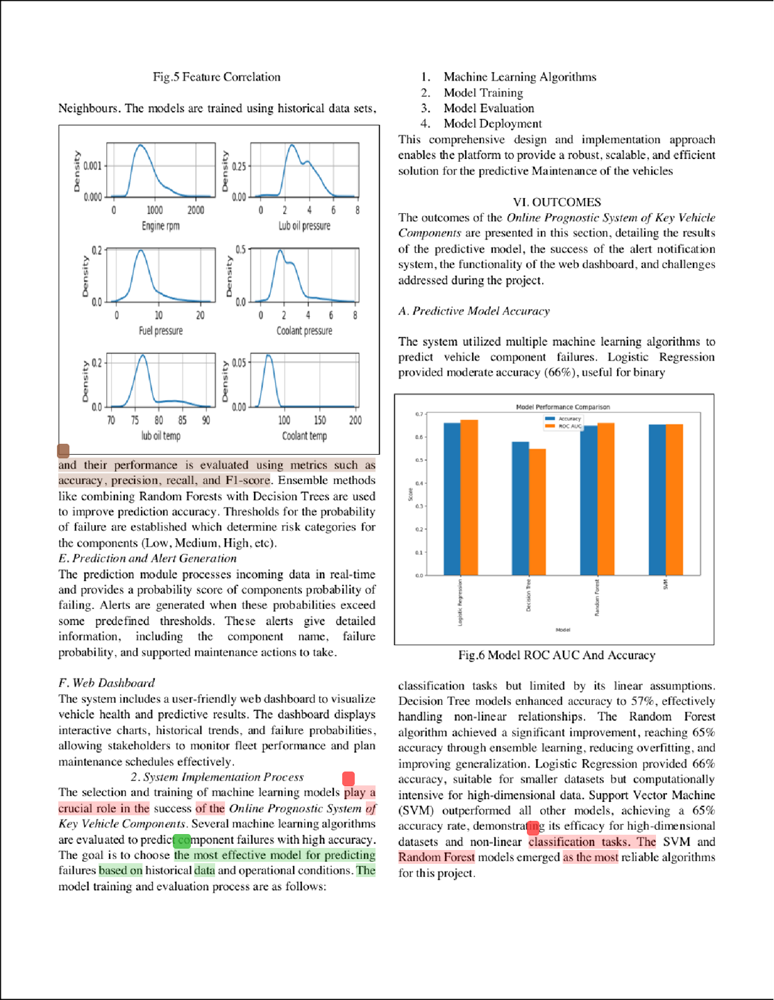 Fig.5 Feature Correlation
Neighbours. The models are trained using historical data sets,
Density
0.001
0.000
0 1000 2000
Engine rpm
Density
0.25
0.00
0 2 4 6 8
Lub oil pressure
Density
0.2
0.0
0 10 20
Fuel pressure
Density
0.5
0.0
0 2 4 6 8
Coolant pressure
Density
0.2
0.0
70 75 80 85 90
lub oil temp
Density
0.05
0.00
100 150 200
Coolant temp
and their performance is evaluated using metrics such as
accuracy, precision, recall, and F1-score. Ensemble methods
like combining Random Forests with Decision Trees are used
to improve prediction accuracy. Thresholds for the probability
of failure are established which determine risk categories for
the components (Low, Medium, High, etc).
E. Prediction and Alert Generation
The prediction module processes incoming data in real-time
and provides a probability score of components probability of
failing. Alerts are generated when these probabilities exceed
some predefined thresholds. These alerts give detailed
information, including the component name, failure
probability, and supported maintenance actions to take.
F. Web Dashboard
The system includes a user-friendly web dashboard to visualize
vehicle health and predictive results. The dashboard displays
interactive charts, historical trends, and failure probabilities,
allowing stakeholders to monitor fleet performance and plan
maintenance schedules effectively.
2. System Implementation Process
The selection and training of machine learning models play a
crucial role in the success of the Online Prognostic System of
Key Vehicle Components. Several machine learning algorithms
are evaluated to predict component failures with high accuracy.
The goal is to choose the most effective model for predicting
failures based on historical data and operational conditions. The
model training and evaluation process are as follows:
1. Machine Learning Algorithms
2. Model Training
3. Model Evaluation
4. Model Deployment
This comprehensive design and implementation approach
enables the platform to provide a robust, scalable, and efficient
solution for the predictive Maintenance of the vehicles
VI. OUTCOMES
The outcomes of the Online Prognostic System of Key Vehicle
Components are presented in this section, detailing the results
of the predictive model, the success of the alert notification
system, the functionality of the web dashboard, and challenges
addressed during the project.
A. Predictive Model Accuracy
The system utilized multiple machine learning algorithms to
predict vehicle component failures. Logistic Regression
provided moderate accuracy (66%), useful for binary
Model Performance Comparison
Accuracy
ROC AUC
Score
0.7
0.6
0.5
0.4
0.3
0.2
0.1
0.0
Logistic Regression
Decision Tree
Random Forest
SVM
Model
Fig.6 Model ROC AUC And Accuracy
classification tasks but limited by its linear assumptions.
Decision Tree models enhanced accuracy to 57%, effectively
handling non-linear relationships. The Random Forest
algorithm achieved a significant improvement, reaching 65%
accuracy through ensemble learning, reducing overfitting, and
improving generalization. Logistic Regression provided 66%
accuracy, suitable for smaller datasets but computationally
intensive for high-dimensional data. Support Vector Machine
(SVM) outperformed all other models, achieving a 65%
accuracy rate, demonstrating its efficacy for high-dimensional
datasets and non-linear classification tasks. The SVM and
Random Forest models emerged as the most reliable algorithms
for this project.